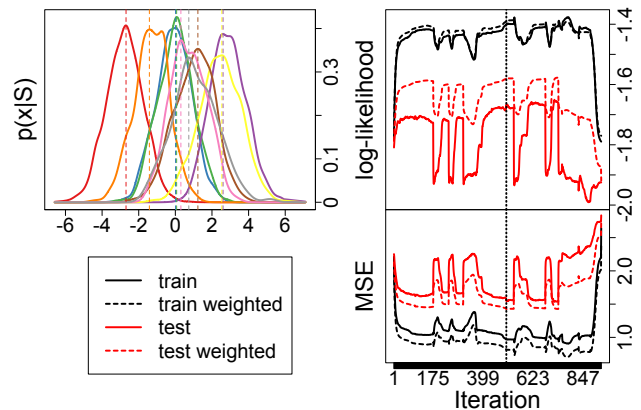 p(x|S)
0 0.1 0.3
-6 -4 -2 0 2 4 6
train
train weighted
test
test weighted
log-likelihood
-2.0 -1.8 -1.6 -1.4
MSE
1.0 2.0
1 175 399 623 847
Iteration